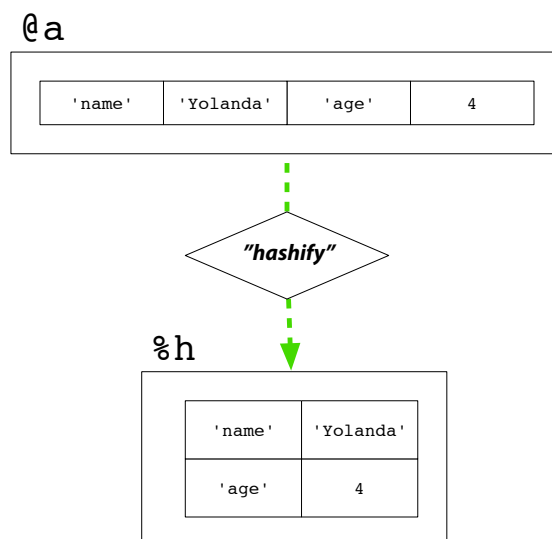 @a
'name' 'Yolanda' 'age' 4
"hashify"
%h
'name' 'Yolanda'
'age' 4